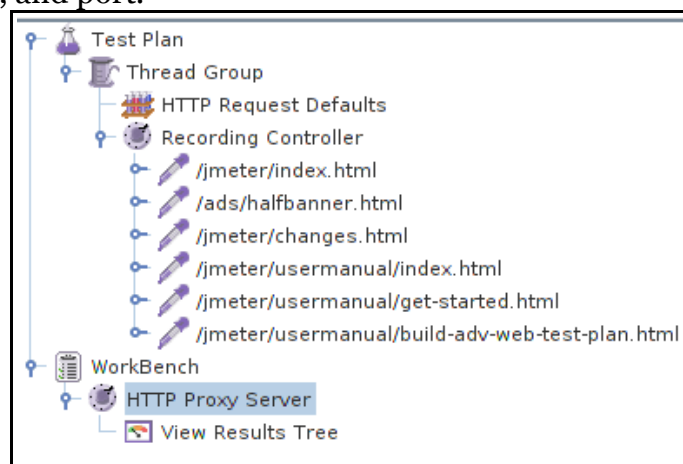 , and port.
Test Plan
Thread Group
HTTP Request Defaults
Recording Controller
/jmeter/index.html
/ads/halfbanner.html
/jmeter/changes.html
/jmeter/usermanual/index.html
/jmeter/usermanual/get-started.html
/jmeter/usermanual/build-adv-web-test-plan.html
WorkBench
HTTP Proxy Server
View Results Tree